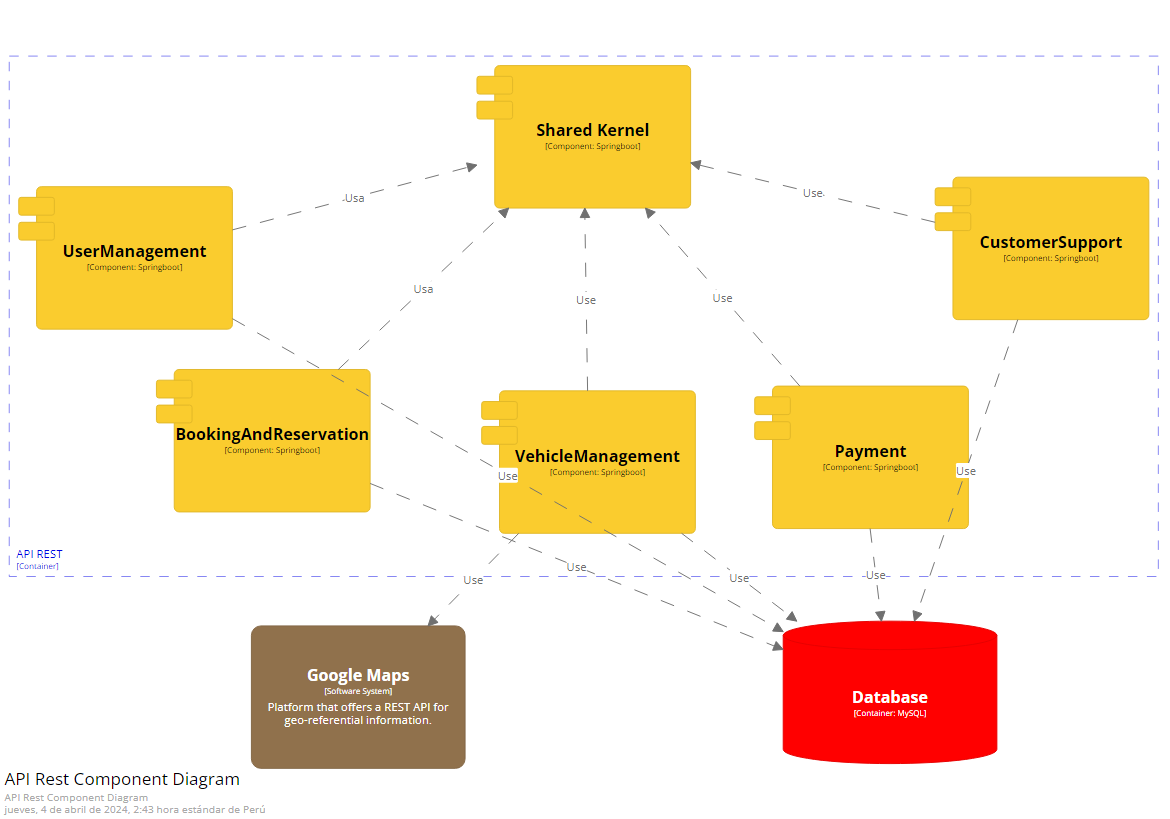 Shared Kernel
[Component: Springboot]
Usa
Use
UserManagement
[Component: Springboot]
CustomerSupport
[Component: Springboot]
Usa
Use
Use
BookingAndReservation
[Component: Springboot]
VehicleManagement
[Component: Springboot]
Payment
[Component: Springboot]
Use
Use
API REST
[Container]
Use
Use
Use
Use
Google Maps
[Software System]
Platform that offers a REST API for
geo-referential information.
Database
[Container: MySQL]
API Rest Component Diagram
API Rest Component Diagram
jueves, 4 de abril de 2024, 2:43 hora estándar de Perú